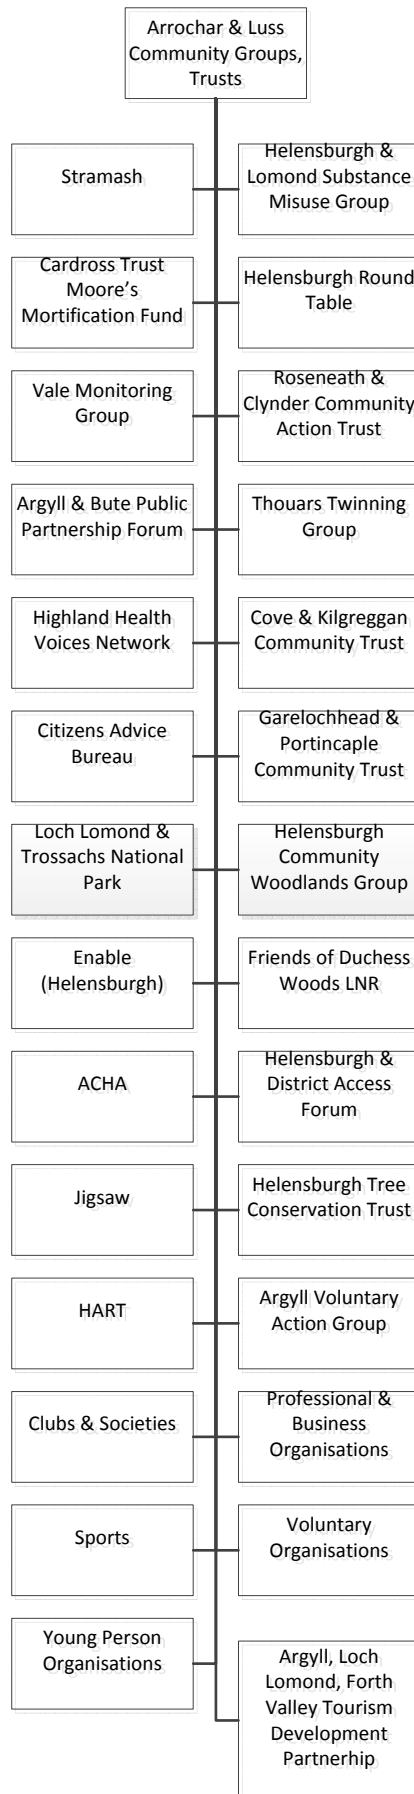 Arrochar & Luss
Community Groups,
Trusts
Stramash
Helensburgh &
Lomond Substance
Misuse Group
Cardross Trust
Moore's
Mortification Fund
Helensburgh Round
Table
Vale Monitoring
Group
Roseneath &
Clynder Community
Action Trust
Argyll & Bute Public
Partnership Forum
Thouars Twinning
Group
Highland Health
Voices Network
Cove & Kilgreggan
Community Trust
Citizens Advice
Bureau
Garelochhead &
Portincaple
Community Trust
Loch Lomond &
Trossachs National
Park
Helensburgh
Community
Woodlands Group
Enable
(Helensburgh)
Friends of Duchess
Woods LNR
ACHA
Helensburgh &
District Access
Forum
Jigsaw
Helensburgh Tree
Conservation Trust
HART
Argyll Voluntary
Action Group
Clubs & Societies
Professional &
Business
Organisations
Sports
Voluntary
Organisations
Young Person
Organisations
Argyll, Loch
Lomond, Forth
Valley Tourism
Development
Partnerhip